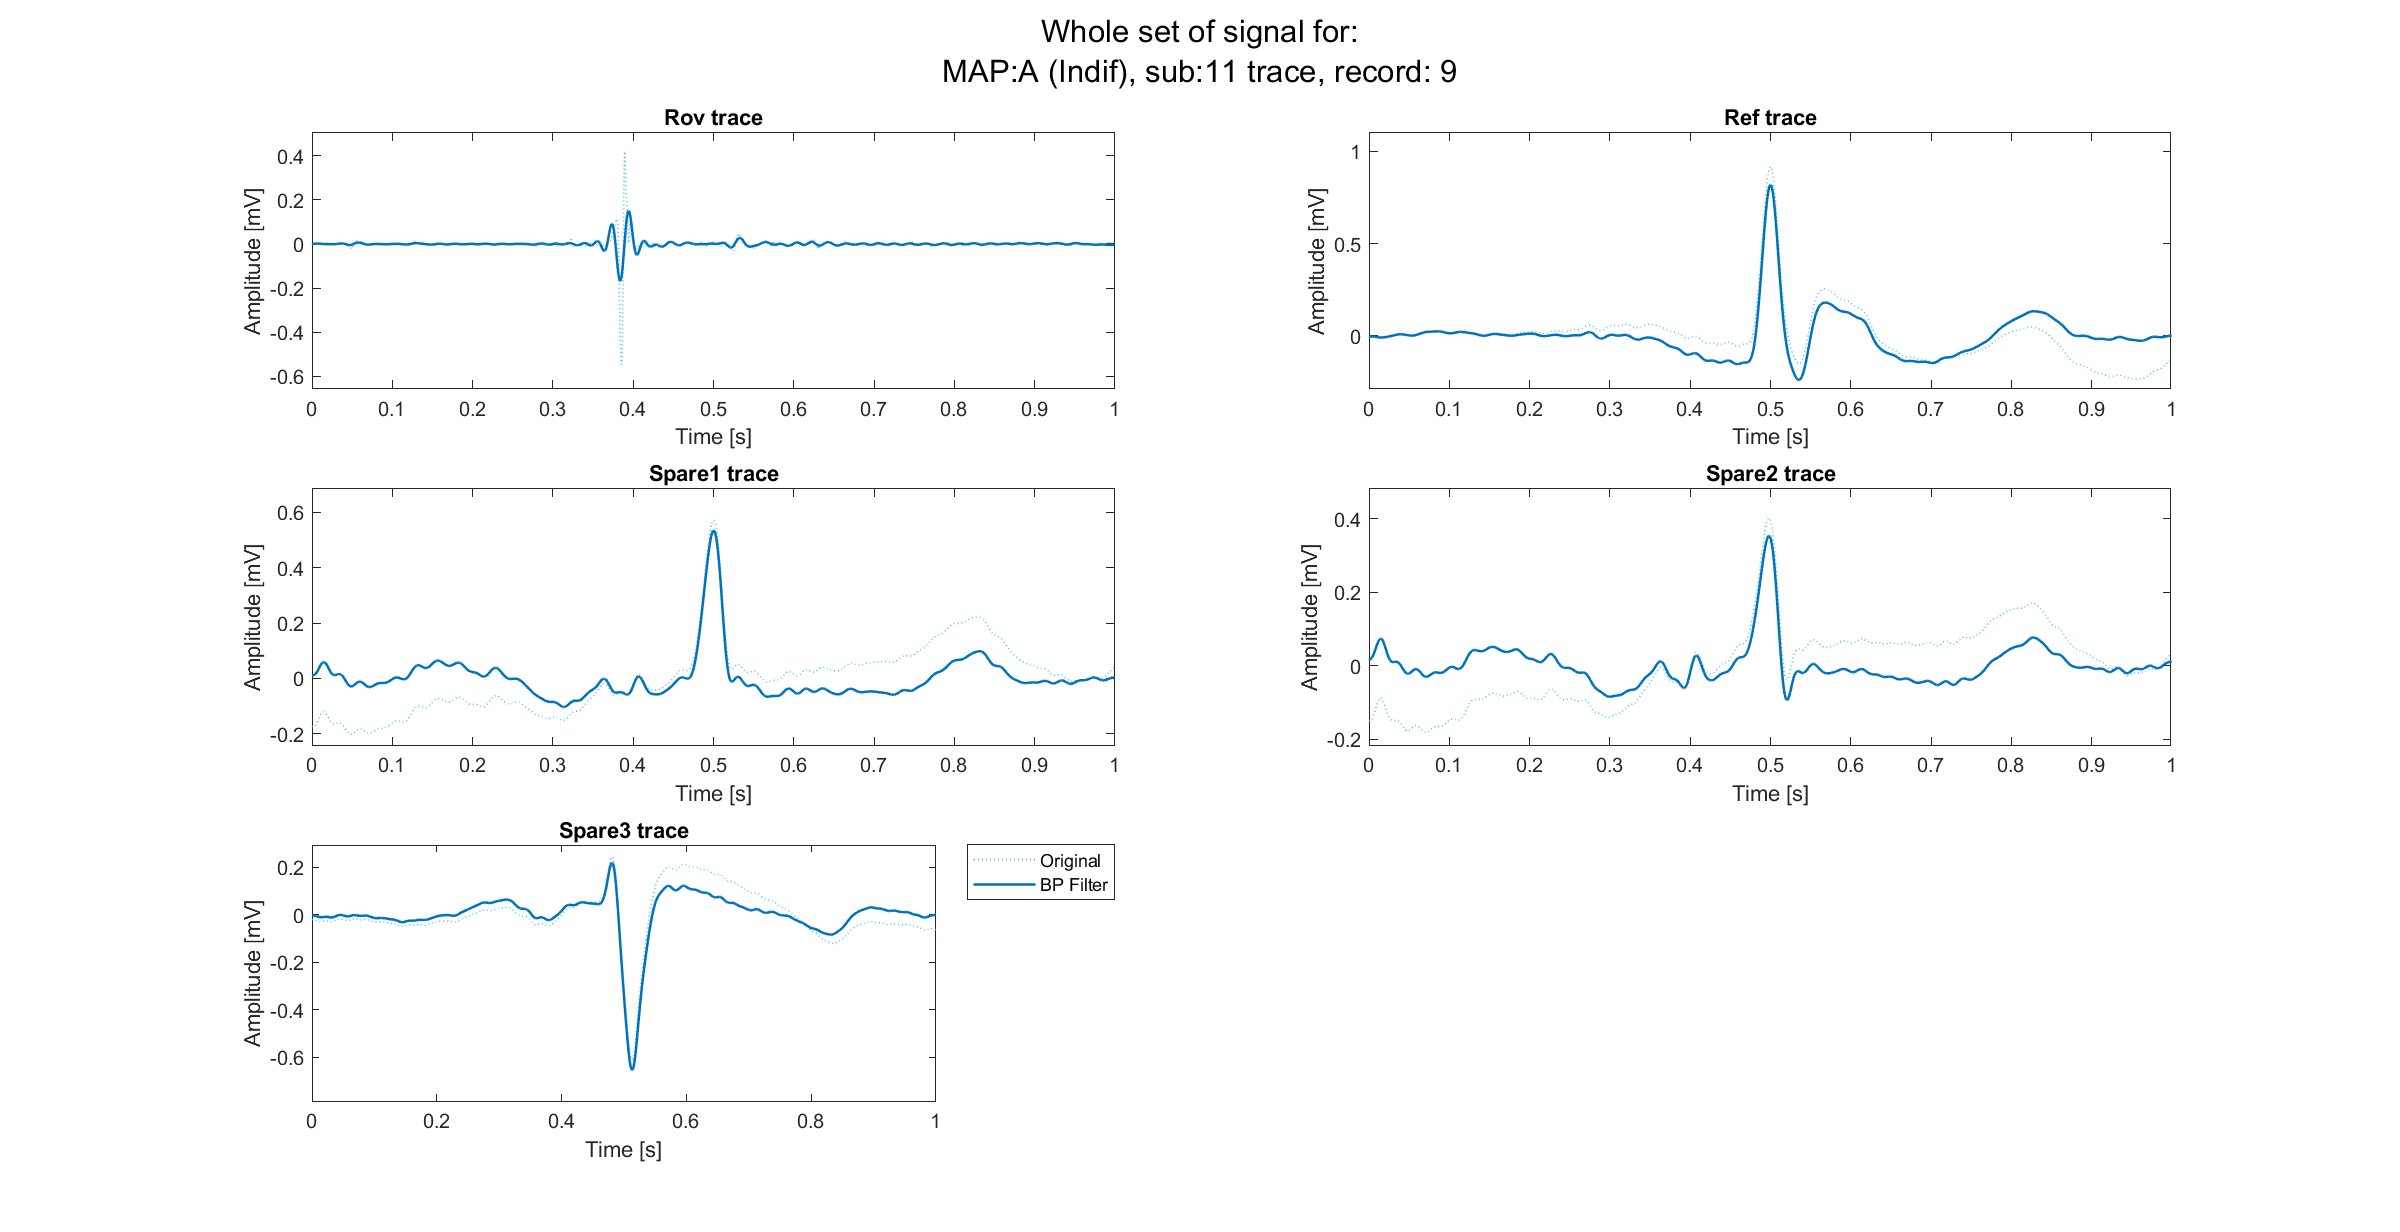 Whole set of signal for:
MAP:A (Indif), sub:11 trace, record: 9
Rov trace
0.4
0.2
0
-0.2
-0.4
-0.6
Amplitude [mV]
0 0.1 0.2 0.3 0.4 0.5 0.6 0.7 0.8 0.9 1
Time [s]
Ref trace
1
0.5
0
Amplitude [mV]
0 0.1 0.2 0.3 0.4 0.5 0.6 0.7 0.8 0.9 1
Time [s]
Spare1 trace
0.6
0.4
0.2
0
-0.2
Amplitude [mV]
0 0.1 0.2 0.3 0.4 0.5 0.6 0.7 0.8 0.9 1
Time [s]
Spare2 trace
0.4
0.2
0
-0.2
Amplitude [mV]
0 0.1 0.2 0.3 0.4 0.5 0.6 0.7 0.8 0.9 1
Time [s]
Spare3 trace
0.2
0
-0.2
-0.4
-0.6
Amplitude [mV]
0 0.2 0.4 0.6 0.8 1
Time [s]
Original
BP Filter